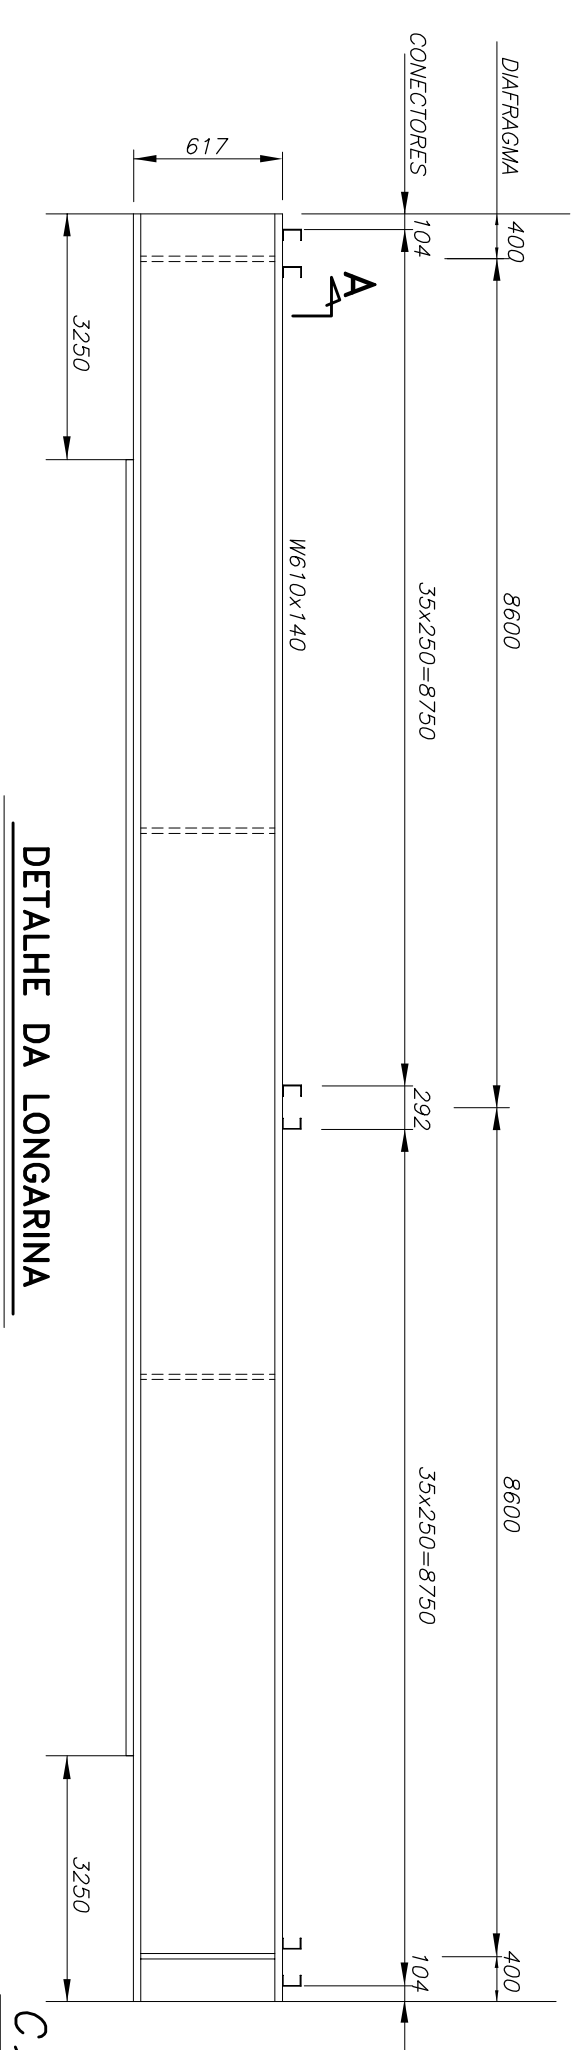 DIAFRAGMA
400
8600
8600
400
CONECTORES
104
35x250=8750
292
35x250=8750
104
A
W610x140
617
3250
3250
DETALHE DA LONGARINA